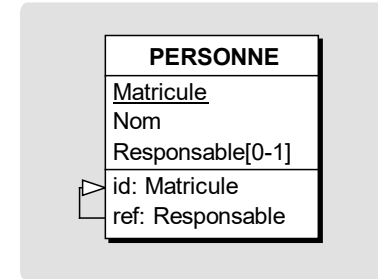 PERSONNE
Matricule
Nom
Responsable[0-1]
id: Matricule
ref: Responsable